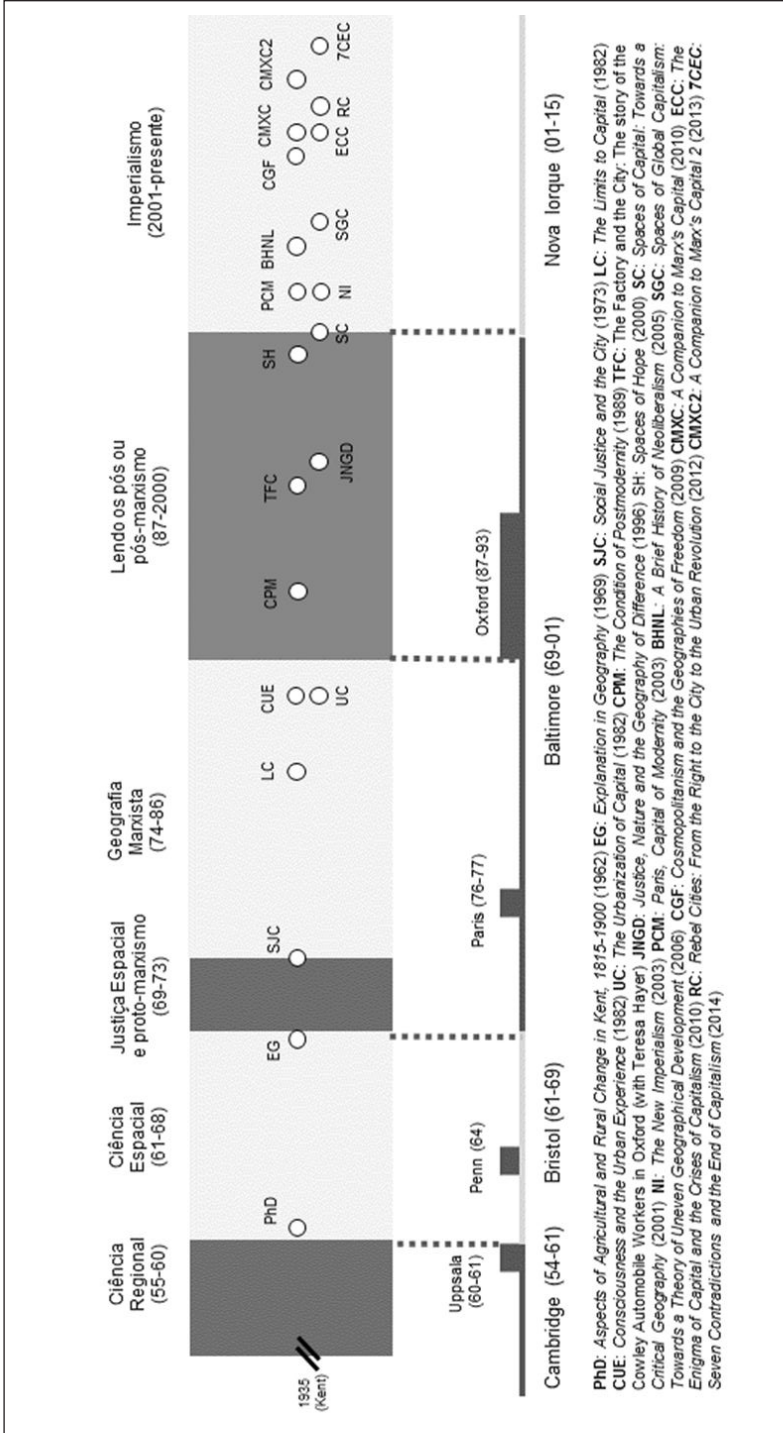 Ciência
Regional
(55-60)
Ciência
Espacial
(61-68)
Justiça Espacial
e proto-marxismo
(69-73)
Geografia
Marxista
(74-86)
Lendo os pós ou
pós-marxismo
(87-2000)
Imperialismo
(2001-presente)
1935
(Kent)
PhD
EG
SJC
LC
CUE
UC
CPM
TFC
JNGD
SH
SC
PCM
NI
BHNL
SGC
CGF
CMXC
ECC
RC
CMXC2
7CEC
Uppsala
(60-61)
Penn (64)
Paris (76-77)
Oxford (87-93)
Cambridge (54-61)
Bristol (61-69)
Baltimore (69-01)
Nova Iorque (01-15)
PhD: Aspects of Agricultural and Rural Change in Kent, 1815-1900 (1962) EG: Explanation in Geography (1969) SJC: Social Justice and the City (1973) LC: The Limits to Capital (1982)
CUE: Consciousness and the Urban Experience (1982) UC: The Urbanization of Capital (1982) CPM: The Condition of Postmodernity (1989) TFC: The Factory and the City: The story of the
Cowley Automobile Workers in Oxford (with Teresa Hayer) JNGD: Justice, Nature and the Geography of Difference (1996) SH: Spaces of Hope (2000) SC: Spaces of Capital: Towards a
Critical Geography (2001) NI: The New Imperialism (2003) PCM: Paris, Capital of Modernity (2003) BHNL: A Brief History of Neoliberalism (2005) SGC: Spaces of Global Capitalism:
Towards a Theory of Uneven Geographical Development (2006) CGF: Cosmopolitanism and the Geographies of Freedom (2009) CMXC: A Companion to Marx's Capital (2010) ECC: The
Enigma of Capital and the Crises of Capitalism (2010) RC: Rebel Cities: From the Right to the City to the Urban Revolution (2012) CMXC2: A Companion to Marx's Capital 2 (2013) 7CEC:
Seven Contradictions and the End of Capitalism (2014)